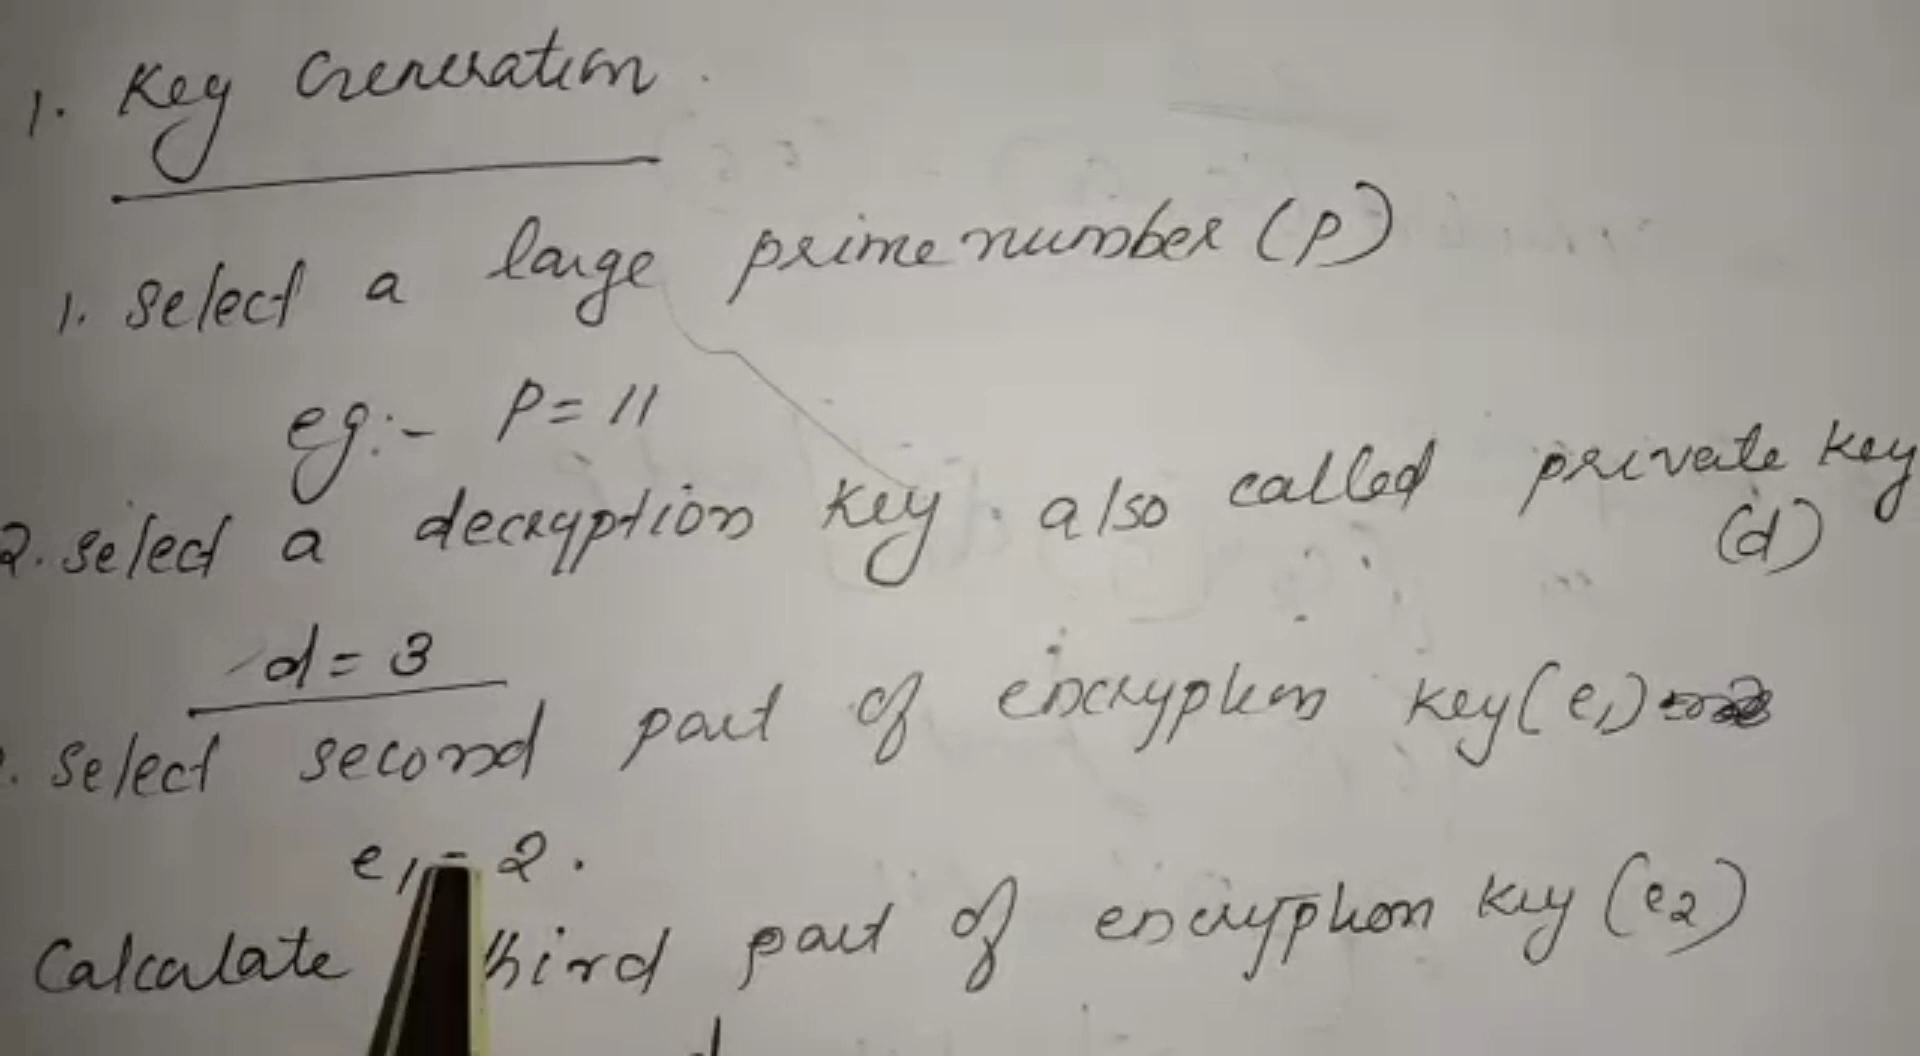 1. Key Generation
1. Select a large prime number (P)
eg:- P = 11
2. select a decryption key also called private key
(d)
d = 3
. Select second part of encryption key (e1)
e1 = 2.
Calculate third part of encryption key (e2)